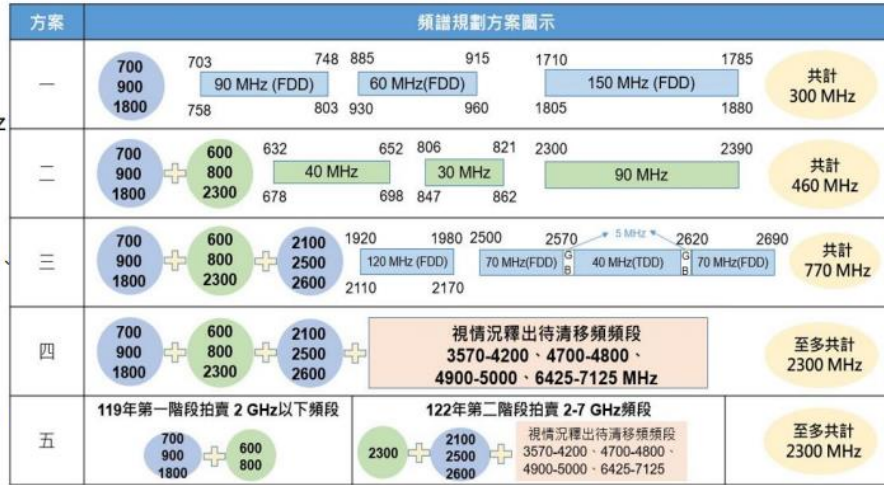 方案
頻譜規劃方案圖示
一
700
900
1800
703 748
90 MHz (FDD)
758 803
885 915
60 MHz(FDD)
930 960
1710 1785
150 MHz (FDD)
1805 1880
共計
300 MHz
二
700
900
1800
600
800
2300
632 652
40 MHz
678 698
806 821
30 MHz
847 862
2300 2390
90 MHz
共計
460 MHz
三
700
900
1800
600
800
2300
2100
2500
2600
1920 1980
120 MHz (FDD)
2110 2170
2500 2570 5 MHz 2620 2690
70 MHz(FDD) GB 40 MHz(TDD) GB 70 MHz(FDD)
共計
770 MHz
四
700
900
1800
600
800
2300
2100
2500
2600
視情況釋出待清移頻頻段
3570-4200、4700-4800、
4900-5000、6425-7125 MHz
至多共計
2300 MHz
五
119年第一階段拍賣 2 GHz以下頻段
700
900
1800
600
800
122年第二階段拍賣 2-7 GHz頻段
2300
2100
2500
2600
視情況釋出待清移頻頻段
3570-4200、4700-4800、
4900-5000、6425-7125
至多共計
2300 MHz